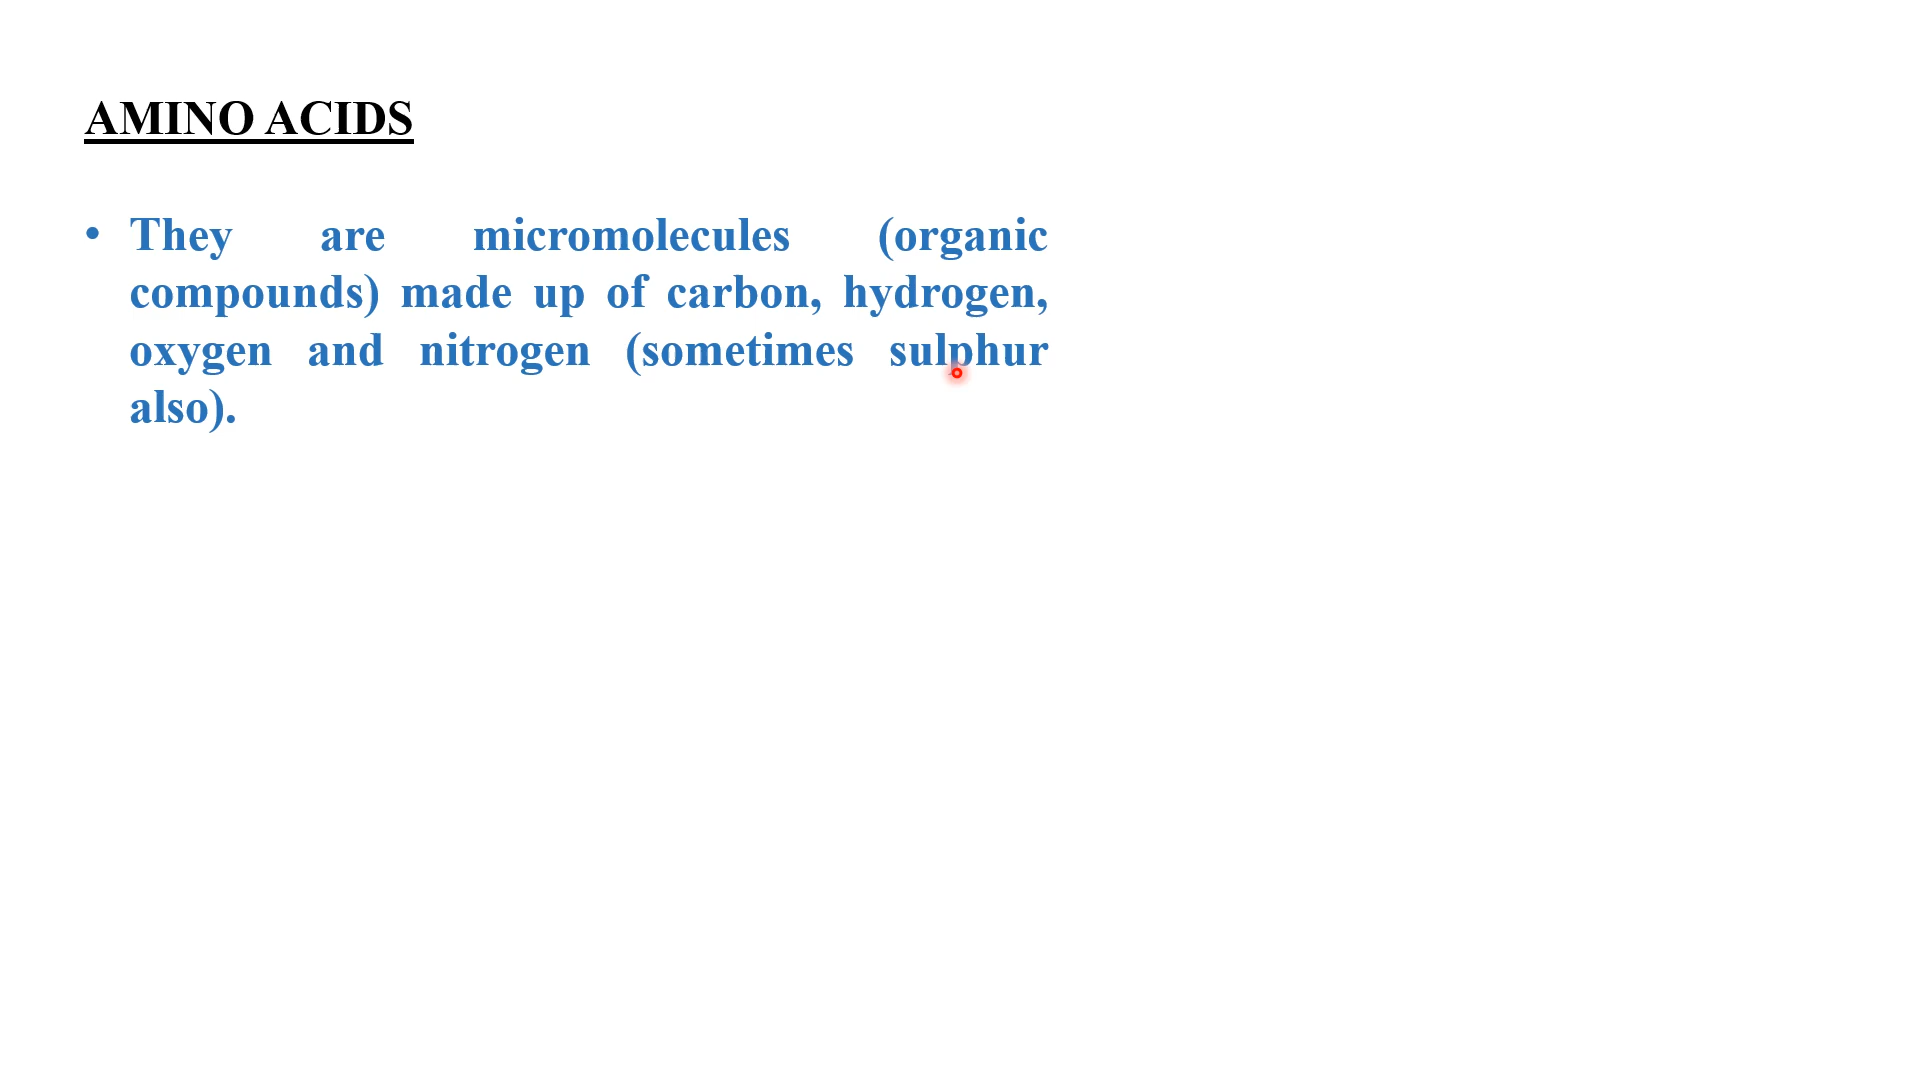 AMINO ACIDS
• They are micromolecules (organic
compounds) made up of carbon, hydrogen,
oxygen and nitrogen (sometimes sulphur
also).